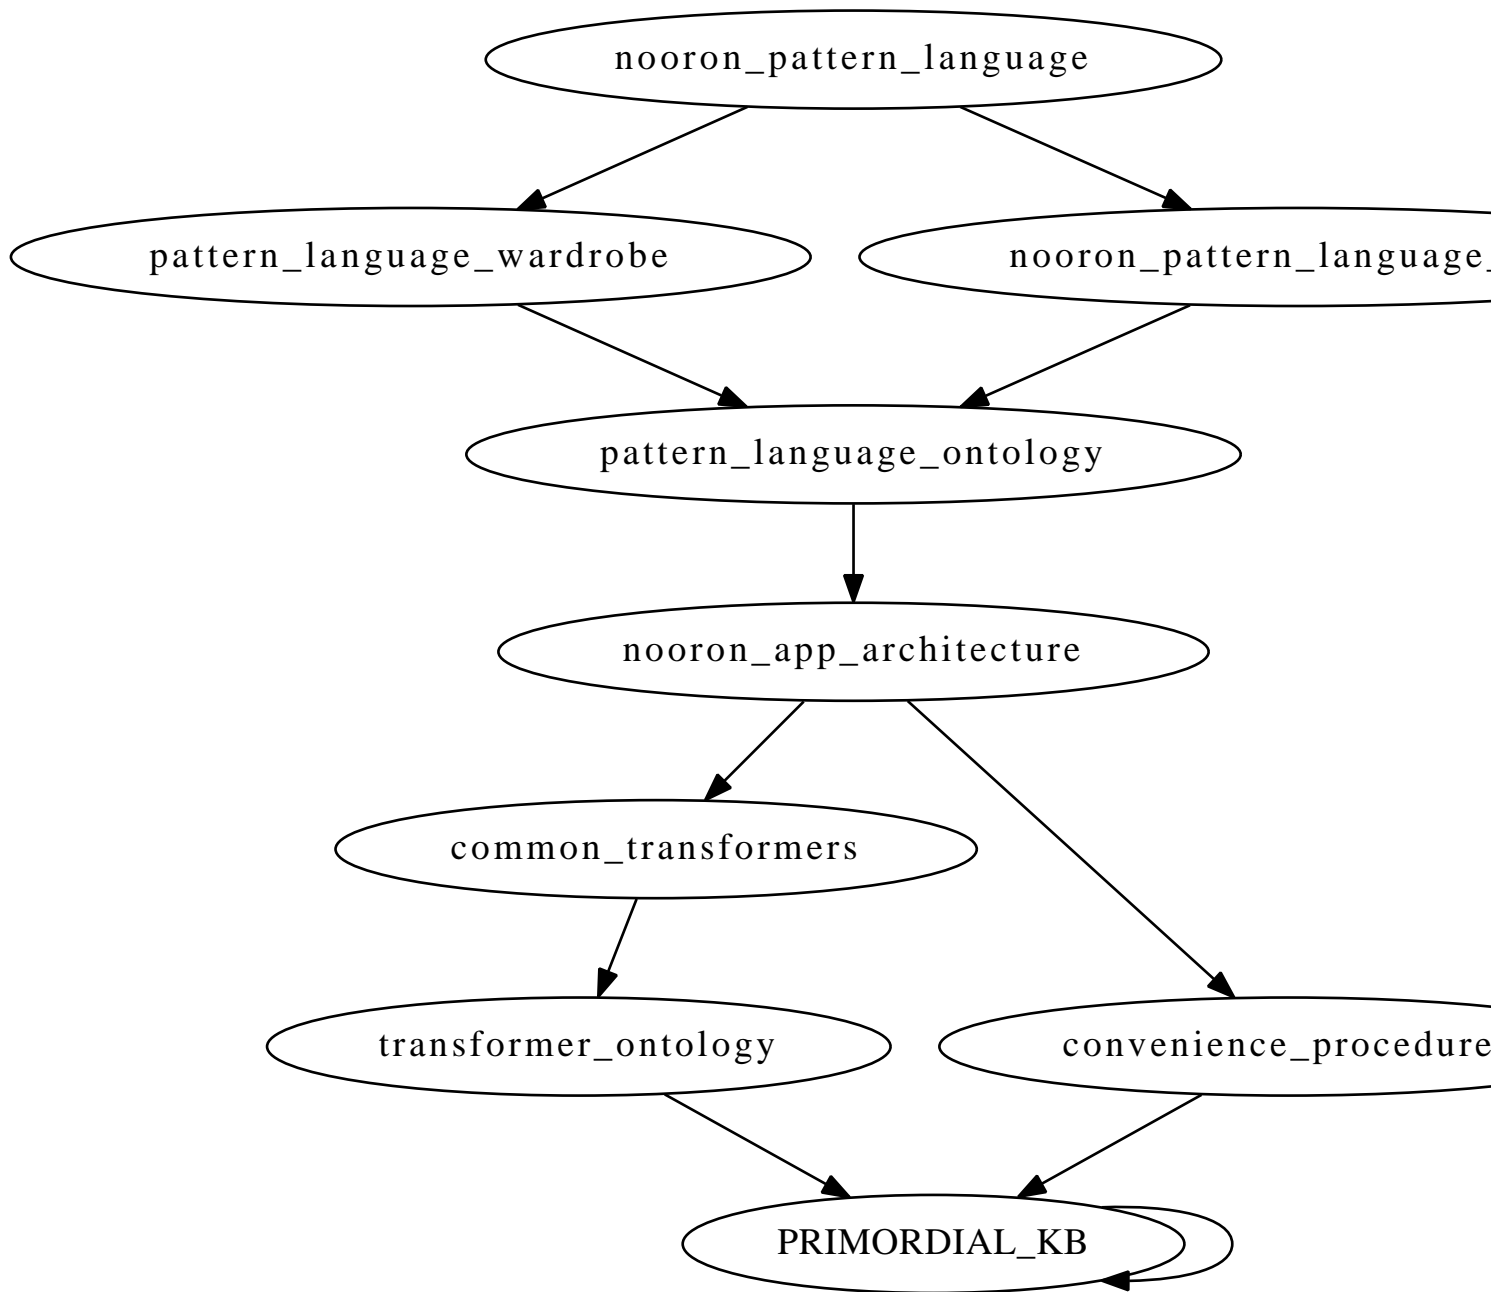 nooron_pattern_language
pattern_language_wardrobe
nooron_pattern_language_
pattern_language_ontology
nooron_app_architecture
common_transformers
transformer_ontology
convenience_procedure
PRIMORDIAL_KB